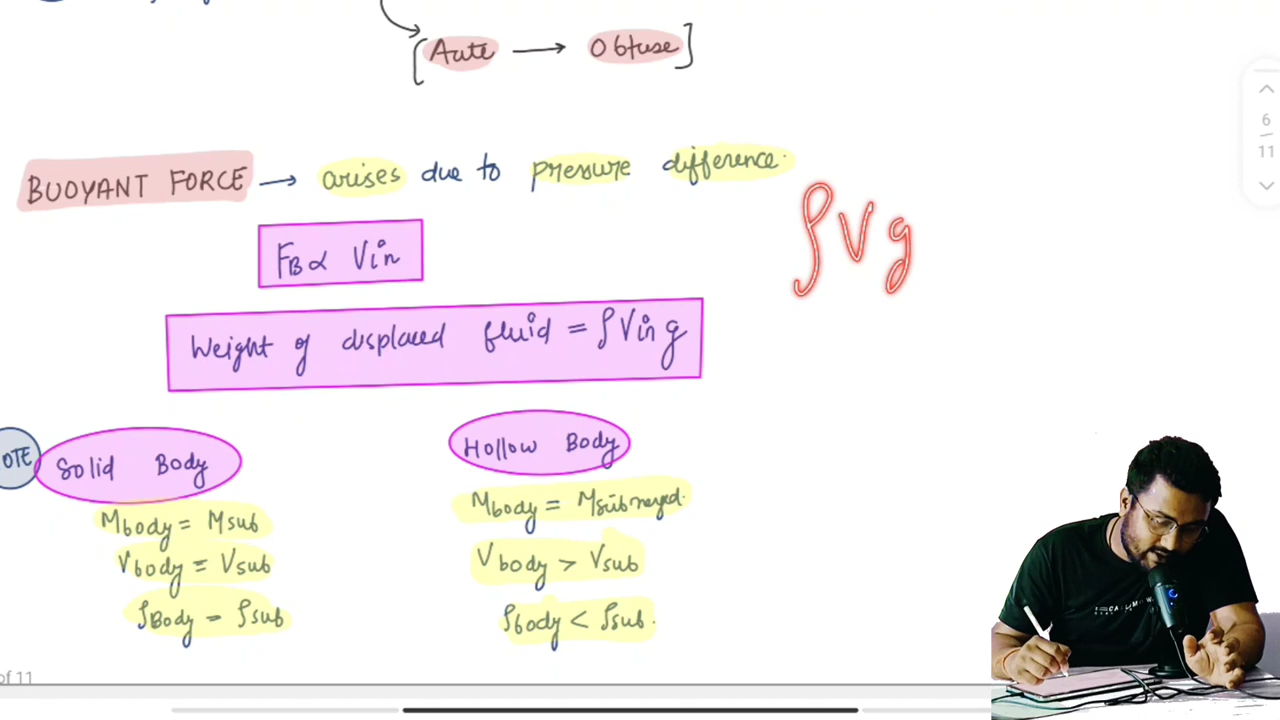 [Aute → Obtuse]
BUOYANT FORCE → arises due to pressure difference.
FB∝ Vin
ρVg
Weight of displaced fluid = ρVin g
OTE
Solid Body
Hollow Body
Mbody = Msub
Mbody = Msubmerged.
Vbody = Vsub
Vbody > Vsub
ρBody = ρsub
ρbody < ρsub.
6
11
of 11